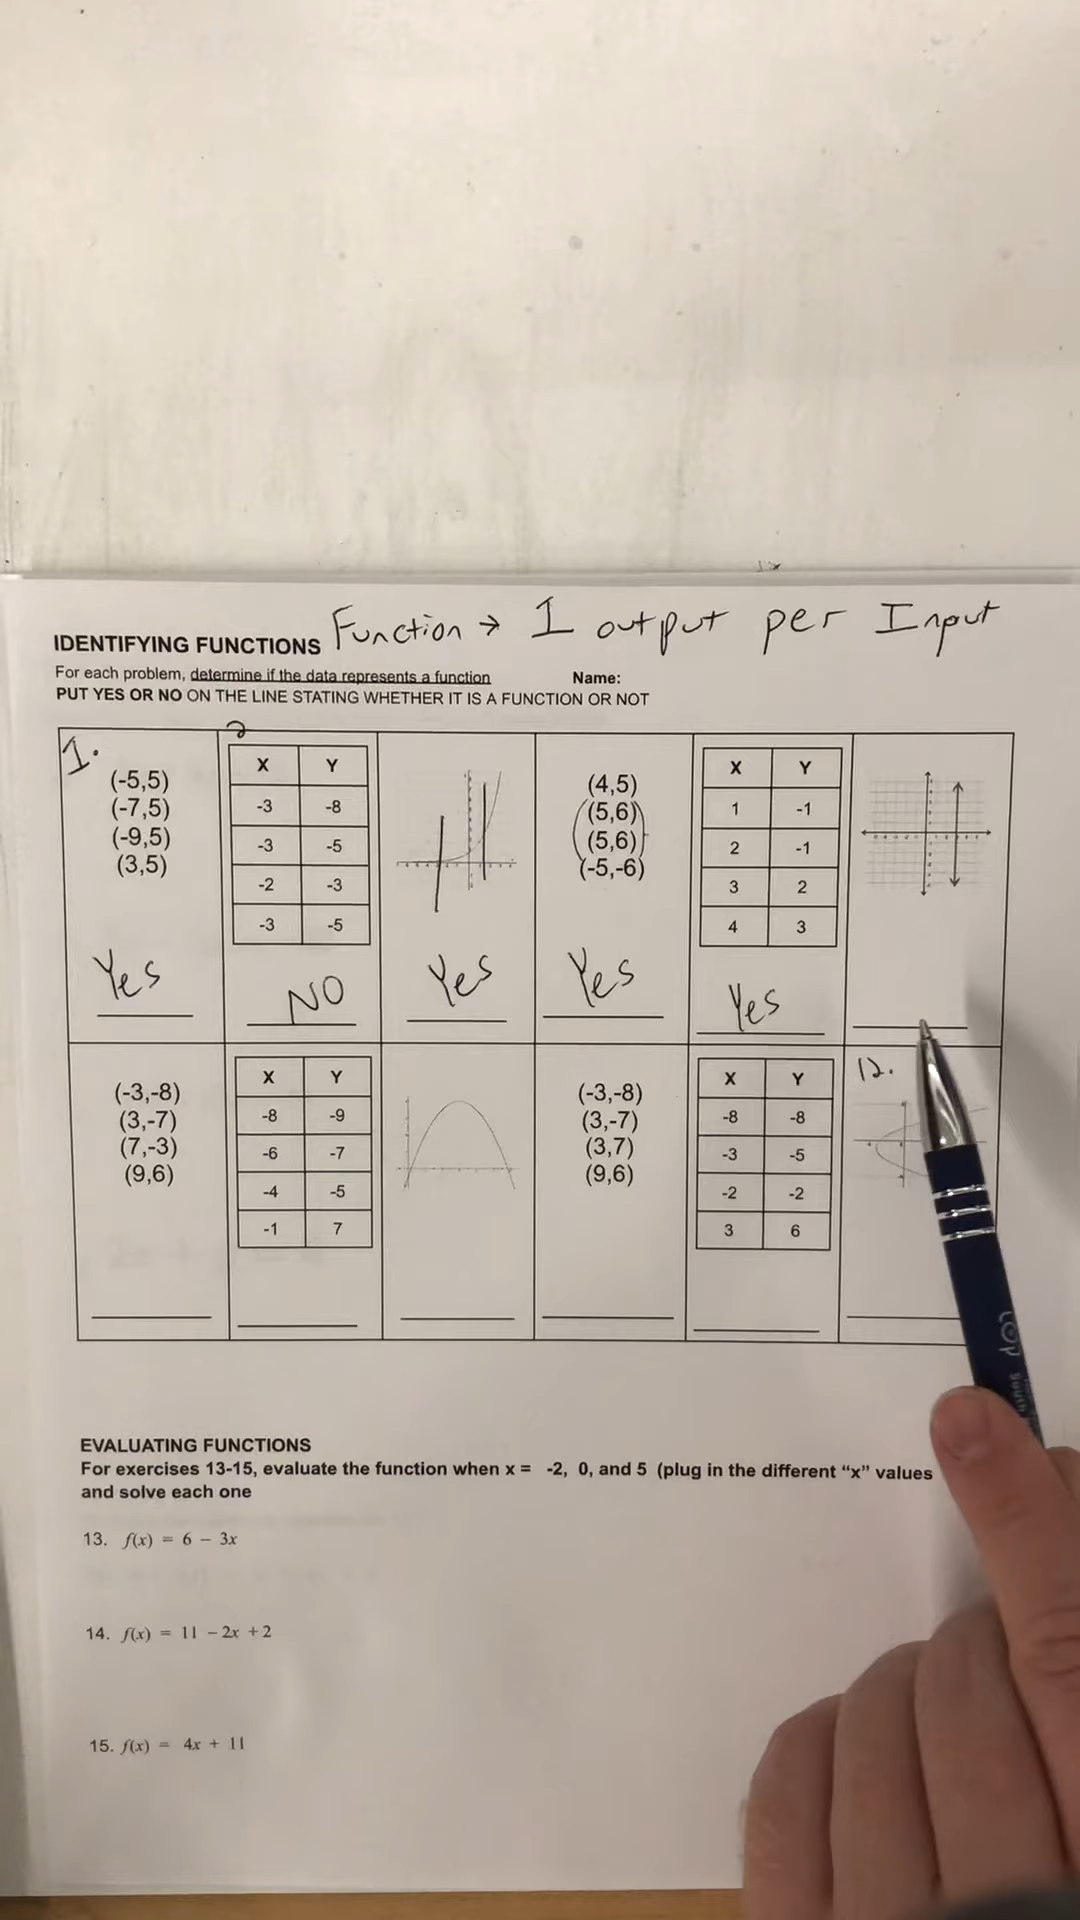 Function → 1 output per Input
IDENTIFYING FUNCTIONS
For each problem, determine if the data represents a function Name:
PUT YES OR NO ON THE LINE STATING WHETHER IT IS A FUNCTION OR NOT
1.
(-5,5)
(-7,5)
(-9,5)
(3,5)
Yes
2
X Y
-3 -8
-3 -5
-2 -3
-3 -5
NO
Yes
(4,5)
(5,6)
(5,6)
(-5,-6)
Yes
X Y
1 -1
2 -1
3 2
4 3
Yes
(-3,-8)
(3,-7)
(7,-3)
(9,6)
X Y
-8 -9
-6 -7
-4 -5
-1 7
(-3,-8)
(3,-7)
(3,7)
(9,6)
X Y
-8 -8
-3 -5
-2 -2
3 6
12.
EVALUATING FUNCTIONS
For exercises 13-15, evaluate the function when x = -2, 0, and 5 (plug in the different “x” values
and solve each one
13. f(x) = 6 − 3x
14. f(x) = 11 − 2x + 2
15. f(x) = 4x + 11